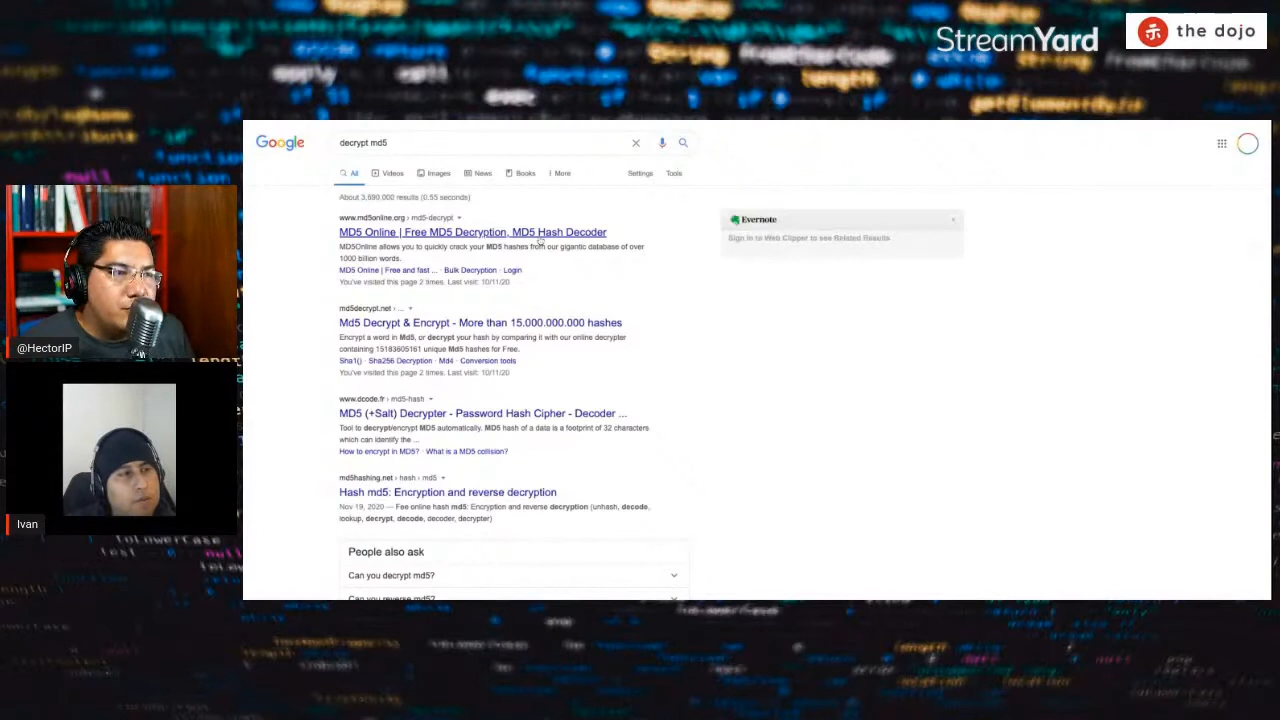 StreamYard
the dojo
String
apply
function
length
exec
if
@HectorIP
Ivan
Google
decrypt md5
All
Videos
Images
News
Books
More
Settings
Tools
About 3,690,000 results (0.55 seconds)
www.md5online.org › md5-decrypt
MD5 Online | Free MD5 Decryption, MD5 Hash Decoder
MD5Online allows you to quickly crack your MD5 hashes from our gigantic database of over
1000 billion words.
MD5 Online | Free and fast ... · Bulk Decryption · Login
You've visited this page 2 times. Last visit: 10/11/20
md5decrypt.net › ...
Md5 Decrypt & Encrypt - More than 15.000.000.000 hashes
Encrypt a word in Md5, or decrypt your hash by comparing it with our online decrypter
containing 15183605161 unique Md5 hashes for Free.
Sha1() · Sha256 Decryption · Md4 · Conversion tools
You've visited this page 2 times. Last visit: 10/11/20
www.dcode.fr › md5-hash
MD5 (+Salt) Decrypter - Password Hash Cipher - Decoder ...
Tool to decrypt/encrypt MD5 automatically. MD5 hash of a data is a footprint of 32 characters
which can identify the ...
How to encrypt in MD5? · What is a MD5 collision?
md5hashing.net › hash › md5
Hash md5: Encryption and reverse decryption
Nov 19, 2020 — Fee online hash md5: Encryption and reverse decryption (unhash, decode,
lookup, decrypt, decode, decoder, decrypter)
People also ask
Can you decrypt md5?
Can you reverse md5?
Evernote
Sign in to Web Clipper to see Related Results